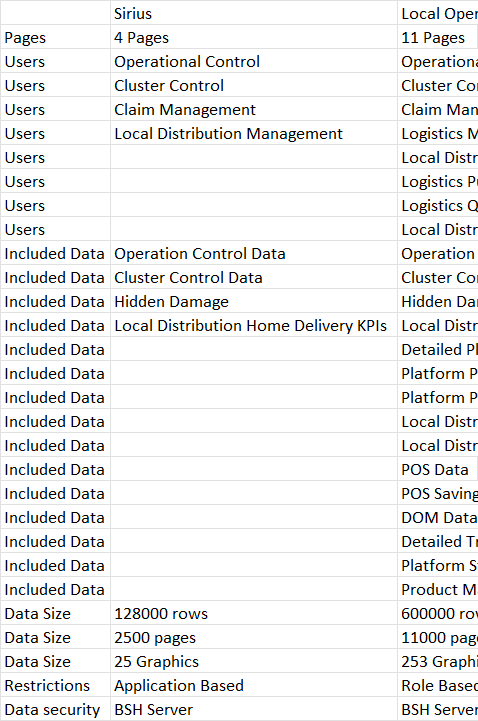 Sirius Local Oper
Pages 4 Pages 11 Pages
Users Operational Control Operationa
Users Cluster Control Cluster Co
Users Claim Management Claim Man
Users Local Distribution Management Logistics M
Users Local Distr
Users Logistics Pu
Users Logistics Q
Users Local Distr
Included Data Operation Control Data Operation
Included Data Cluster Control Data Cluster Co
Included Data Hidden Damage Hidden Da
Included Data Local Distribution Home Delivery KPIs Local Distr
Included Data Detailed Pl
Included Data Platform P
Included Data Platform P
Included Data Local Distr
Included Data Local Distr
Included Data POS Data
Included Data POS Saving
Included Data DOM Data
Included Data Detailed Tr
Included Data Platform S
Included Data Product M
Data Size 128000 rows 600000 row
Data Size 2500 pages 11000 page
Data Size 25 Graphics 253 Graphi
Restrictions Application Based Role Based
Data security BSH Server BSH Server